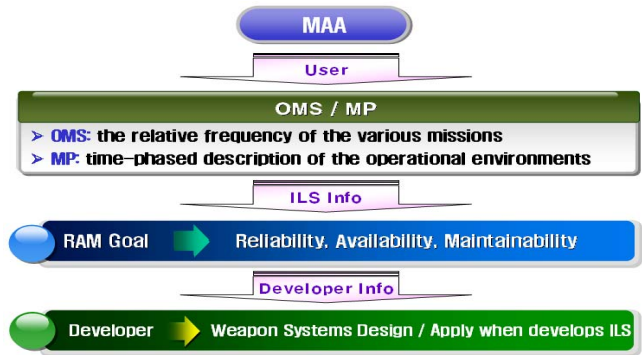 MAA
User
OMS / MP
➢ OMS: the relative frequency of the various missions
➢ MP: time-phased description of the operational environments
ILS Info
RAM Goal Reliability, Availability, Maintainability
Developer Info
Developer Weapon Systems Design / Apply when develops ILS